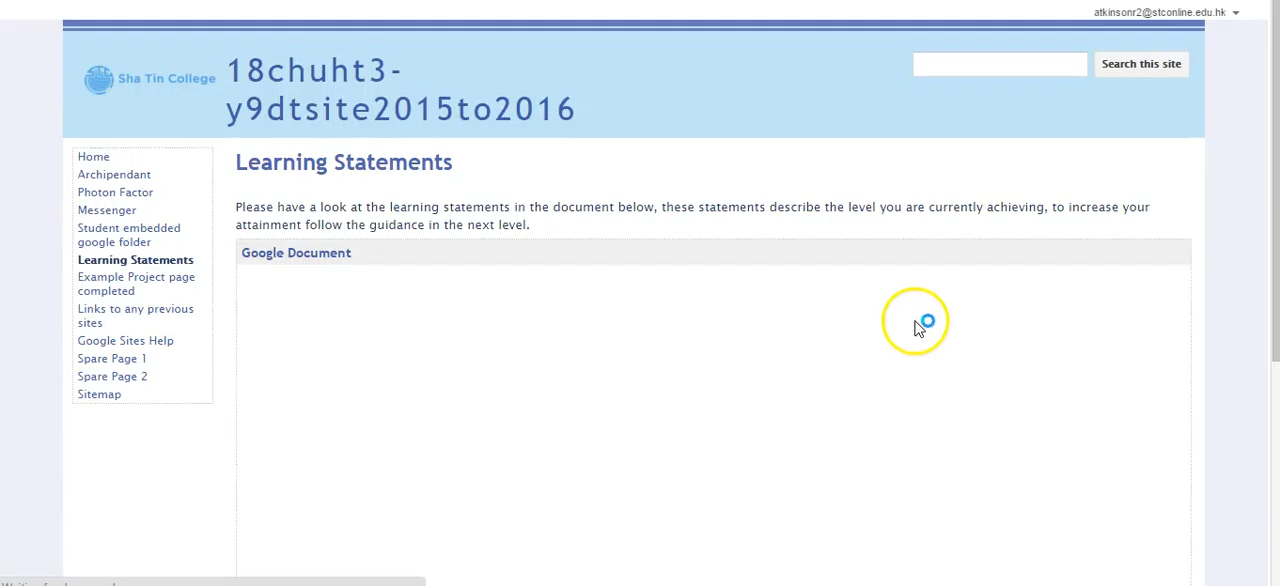 atkinsonr2@stconline.edu.hk
Sha Tin College
18chuht3-
y9dtsite2015to2016
Search this site
Home
Archipendant
Photon Factor
Messenger
Student embedded
google folder
Learning Statements
Example Project page
completed
Links to any previous
sites
Google Sites Help
Spare Page 1
Spare Page 2
Sitemap
Learning Statements
Please have a look at the learning statements in the document below, these statements describe the level you are currently achieving, to increase your
attainment follow the guidance in the next level.
Google Document